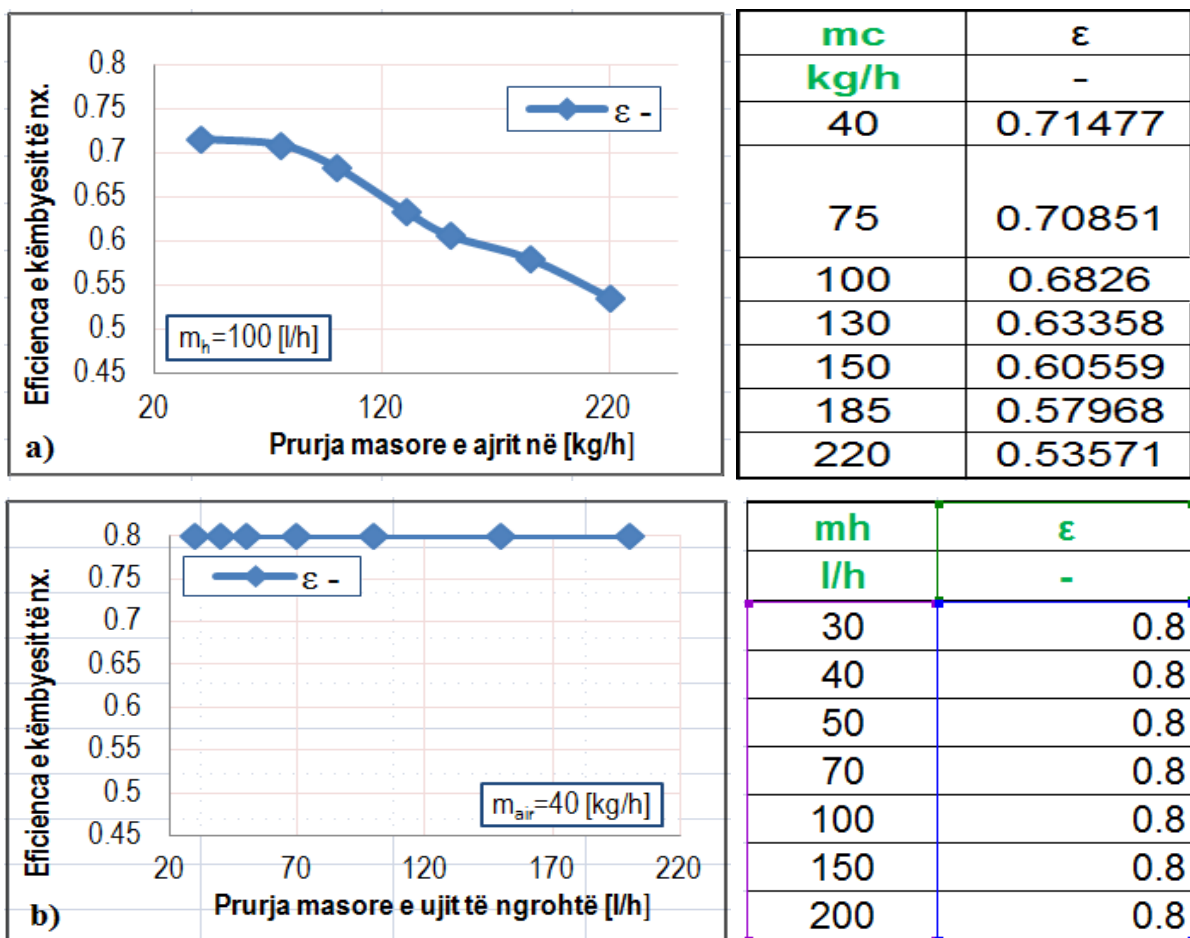 Eficienca e këmbyesit të nx.
0.8
0.75
0.7
0.65
0.6
0.55
0.5
0.45
ε -
mₕ=100 [l/h]
20 120 220
a) Prurja masore e ajrit në [kg/h]
mc ε
kg/h -
40 0.71477
75 0.70851
100 0.6826
130 0.63358
150 0.60559
185 0.57968
220 0.53571
Eficienca e këmbyesit të nx.
0.8
0.75
0.7
0.65
0.6
0.55
0.5
0.45
ε -
mair=40 [kg/h]
20 70 120 170 220
b) Prurja masore e ujit të ngrohtë [l/h]
mh ε
l/h -
30 0.8
40 0.8
50 0.8
70 0.8
100 0.8
150 0.8
200 0.8